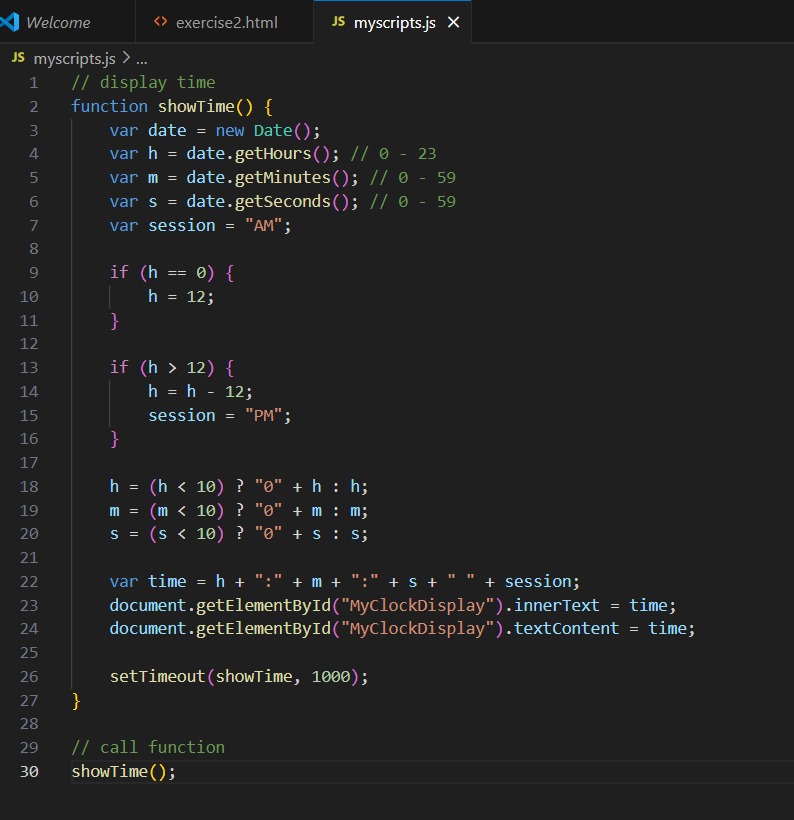 Welcome <> exercise2.html JS myscripts.js ×
JS myscripts.js > ...
1 // display time
2 function showTime() {
3     var date = new Date();
4     var h = date.getHours(); // 0 - 23
5     var m = date.getMinutes(); // 0 - 59
6     var s = date.getSeconds(); // 0 - 59
7     var session = "AM";
8
9     if (h == 0) {
10         h = 12;
11     }
12
13     if (h > 12) {
14         h = h - 12;
15         session = "PM";
16     }
17
18     h = (h < 10) ? "0" + h : h;
19     m = (m < 10) ? "0" + m : m;
20     s = (s < 10) ? "0" + s : s;
21
22     var time = h + ":" + m + ":" + s + " " + session;
23     document.getElementById("MyClockDisplay").innerText = time;
24     document.getElementById("MyClockDisplay").textContent = time;
25
26     setTimeout(showTime, 1000);
27 }
28
29 // call function
30 showTime();